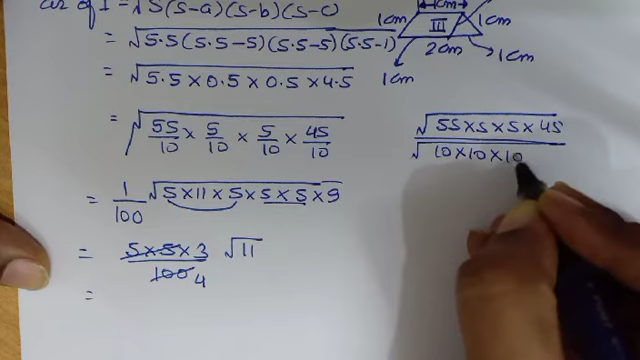 ar of I = √S(S-a)(S-b)(S-c)
= √5.5(5.5-5)(5.5-5)(5.5-1)
= √5.5×0.5×0.5×4.5
= √55/10 × 5/10 × 5/10 × 45/10
= 1/100 √5×11×5×5×5×9
= 5×5×3/100 4 √11
=
1cm
1cm
III
1cm
2cm
1cm
1cm
√55×5×5×45
√10×10×10